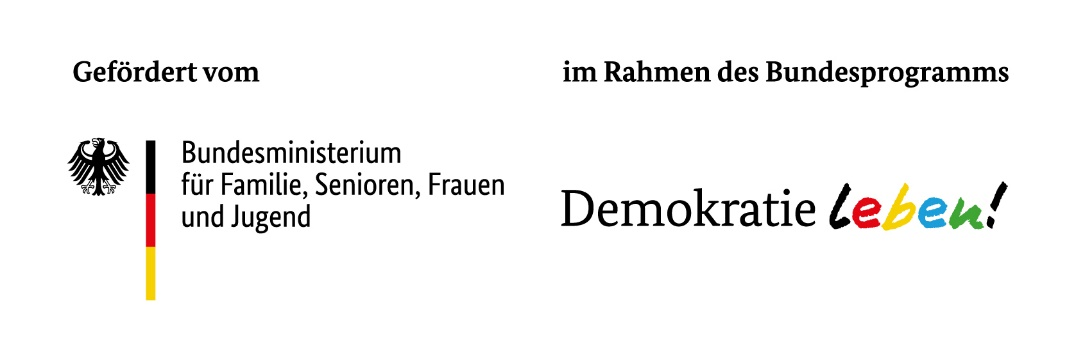 Gefördert vom
Bundesministerium
für Familie, Senioren, Frauen
und Jugend
im Rahmen des Bundesprogramms
Demokratie leben!